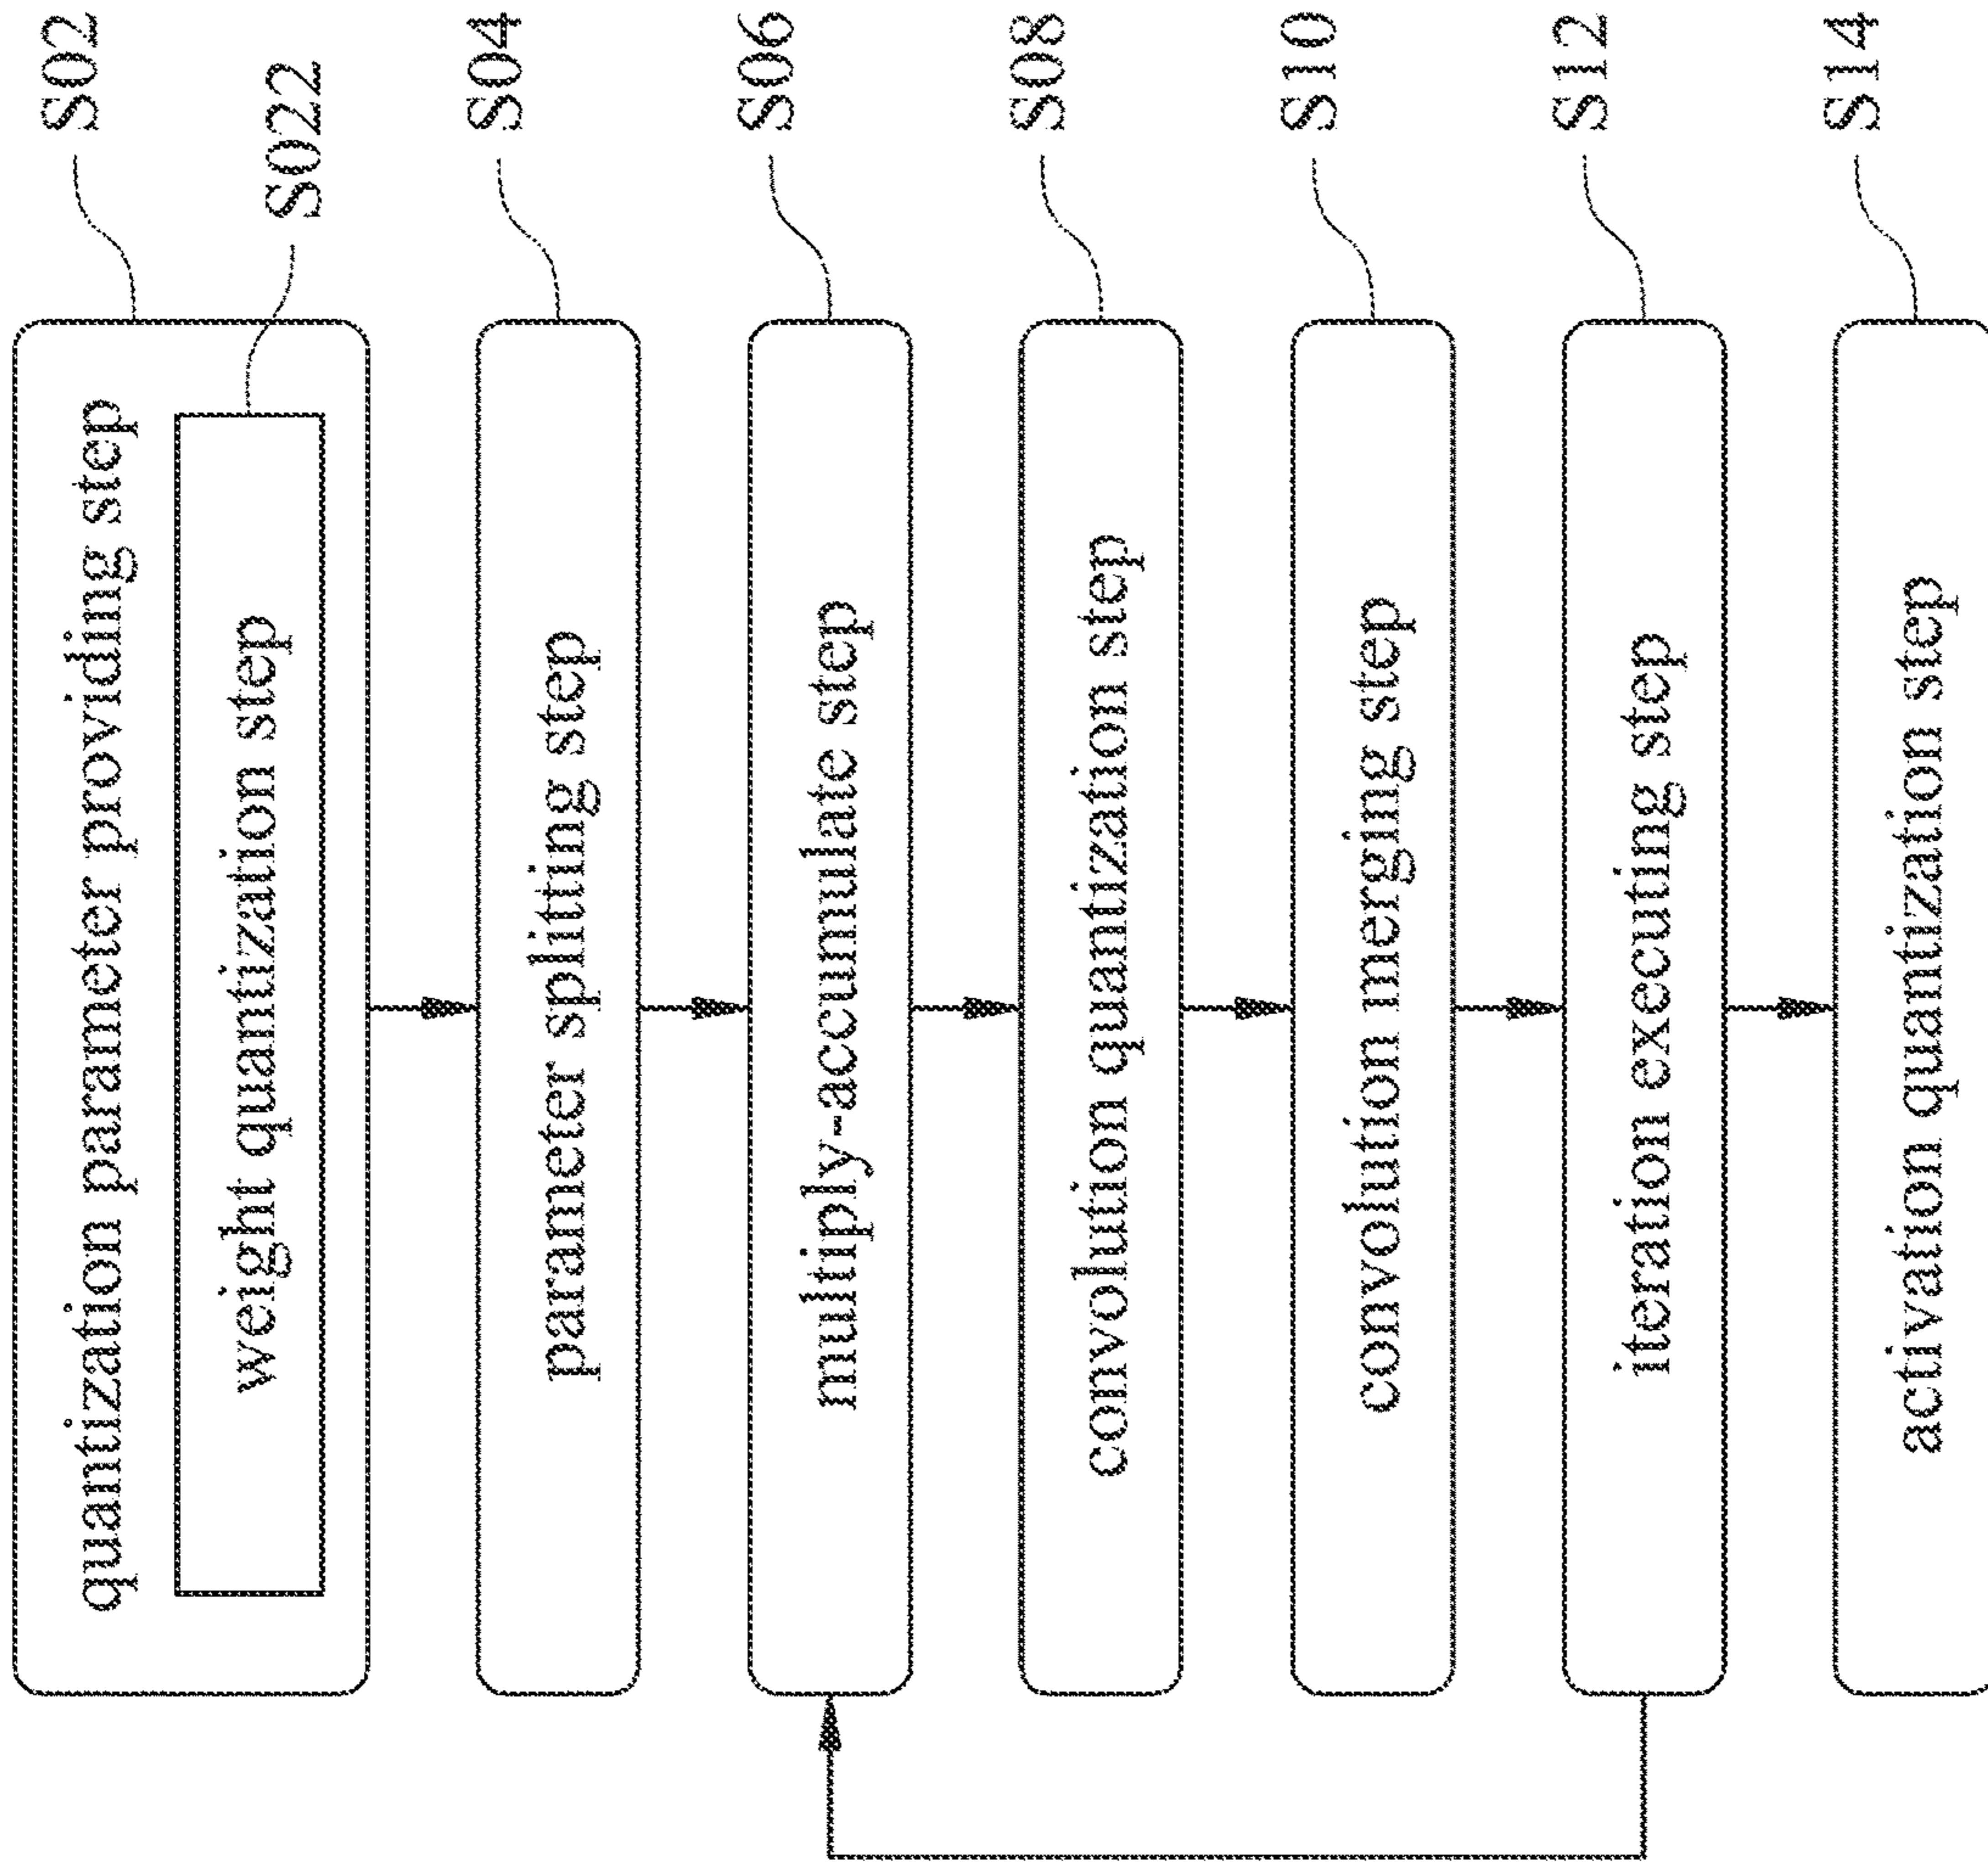 quantization parameter providing step
S02
weight quantization step
S022
parameter splitting step
S04
multiply-accumulate step
S06
convolution quantization step
S08
convolution merging step
S10
iteration executing step
S12
activation quantization step
S14